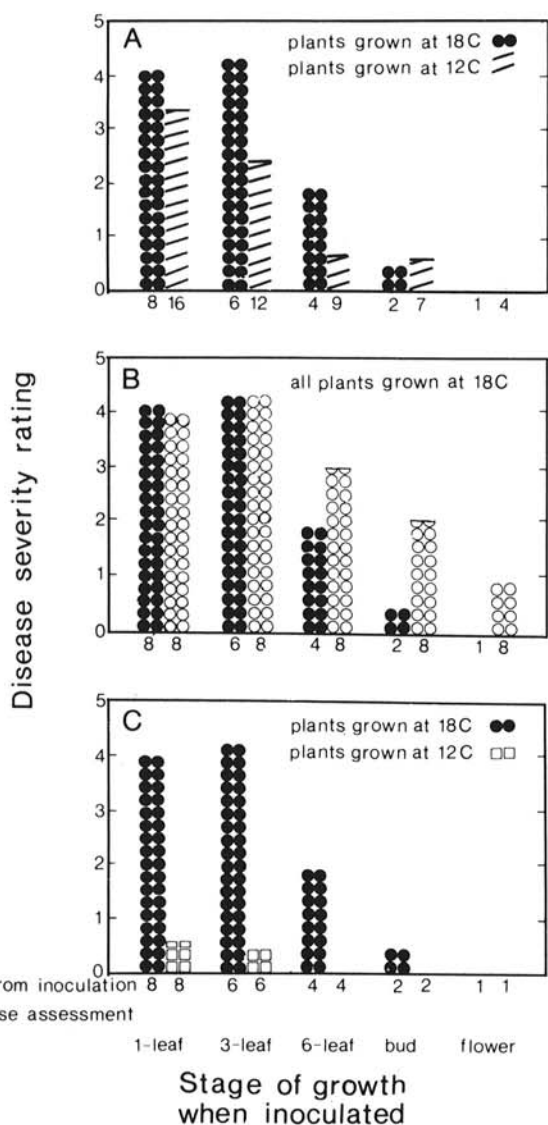 Disease severity rating
A
plants grown at 18C
plants grown at 12C
5
4
3
2
1
0
8 16 6 12 4 9 2 7 1 4
B
all plants grown at 18C
5
4
3
2
1
0
8 8 6 8 4 8 2 8 1 8
C
plants grown at 18C
plants grown at 12C
5
4
3
2
1
0
rom inoculation 8 8 6 6 4 4 2 2 1 1
se assessment
1-leaf 3-leaf 6-leaf bud flower
Stage of growth
when inoculated